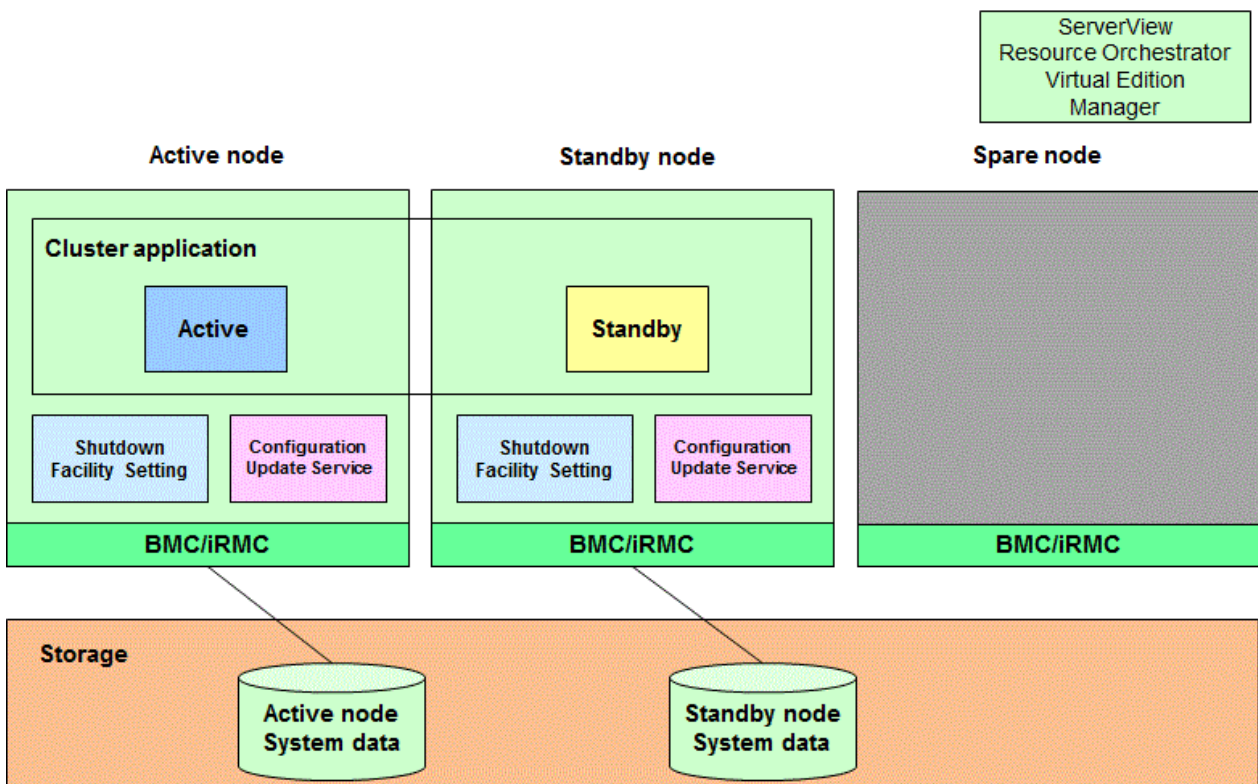 ServerView
Resource Orchestrator
Virtual Edition
Manager
Active node
Standby node
Spare node
Cluster application
Active
Standby
Shutdown
Facility Setting
Configuration
Update Service
Shutdown
Facility Setting
Configuration
Update Service
BMC/iRMC
BMC/iRMC
BMC/iRMC
Storage
Active node
System data
Standby node
System data